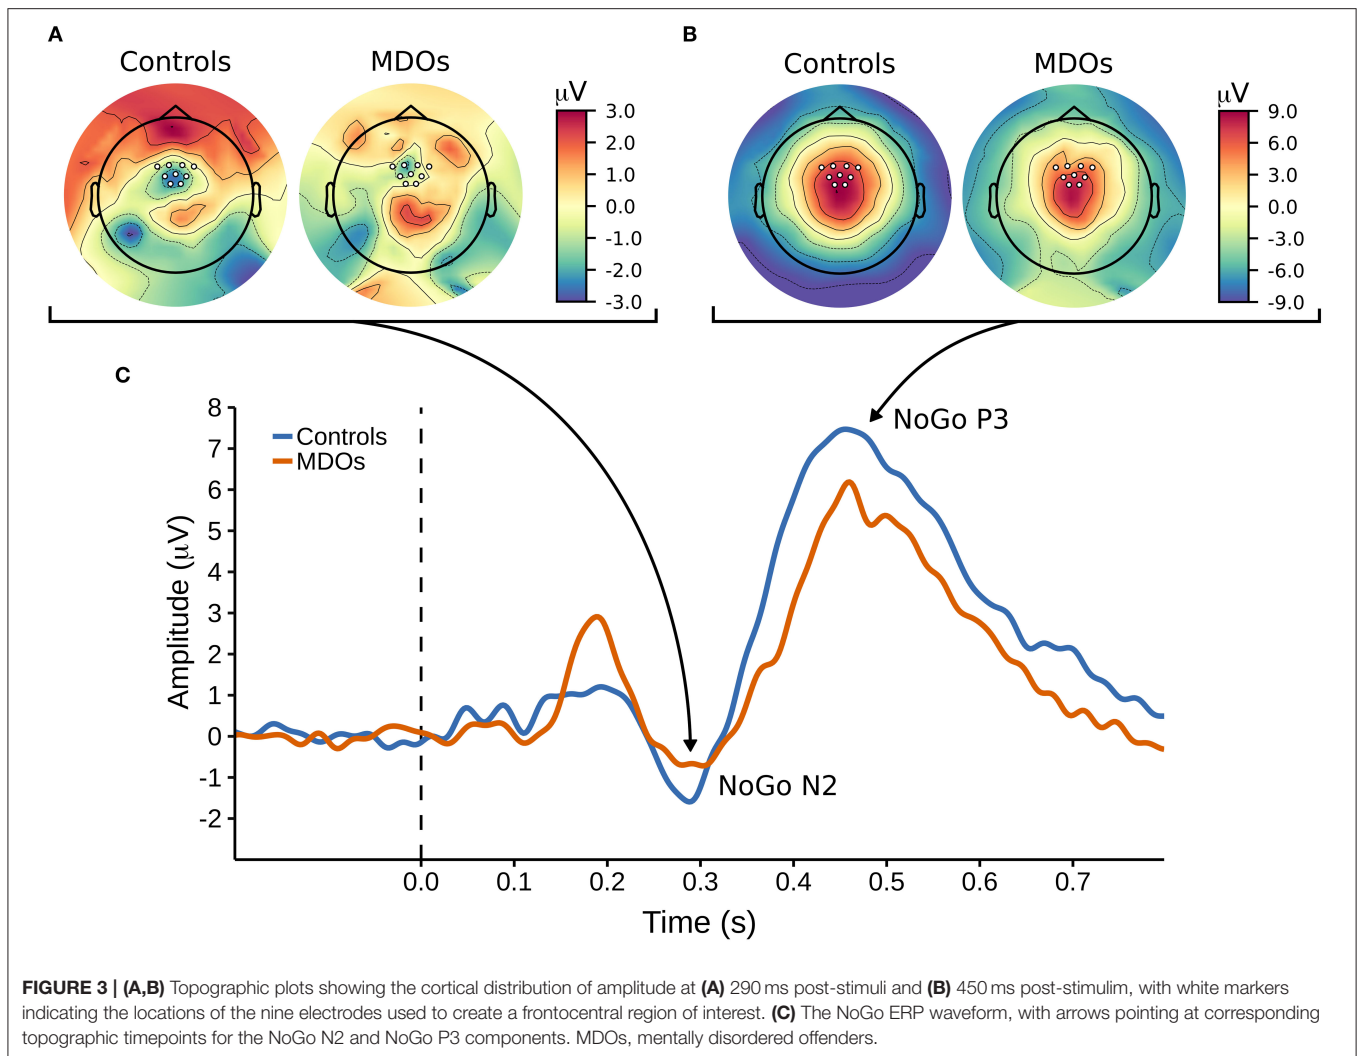 A
B
Controls
MDOs
Controls
MDOs
μV
3.0
2.0
1.0
0.0
-1.0
-2.0
-3.0
μV
9.0
6.0
3.0
0.0
-3.0
-6.0
-9.0
C
8
7
6
5
4
3
2
1
0
-1
-2
Amplitude (μV)
Controls
MDOs
NoGo P3
NoGo N2
0.0
0.1
0.2
0.3
0.4
0.5
0.6
0.7
Time (s)
FIGURE 3 | (A,B) Topographic plots showing the cortical distribution of amplitude at (A) 290 ms post-stimuli and (B) 450 ms post-stimulim, with white markers
indicating the locations of the nine electrodes used to create a frontocentral region of interest. (C) The NoGo ERP waveform, with arrows pointing at corresponding
topographic timepoints for the NoGo N2 and NoGo P3 components. MDOs, mentally disordered offenders.